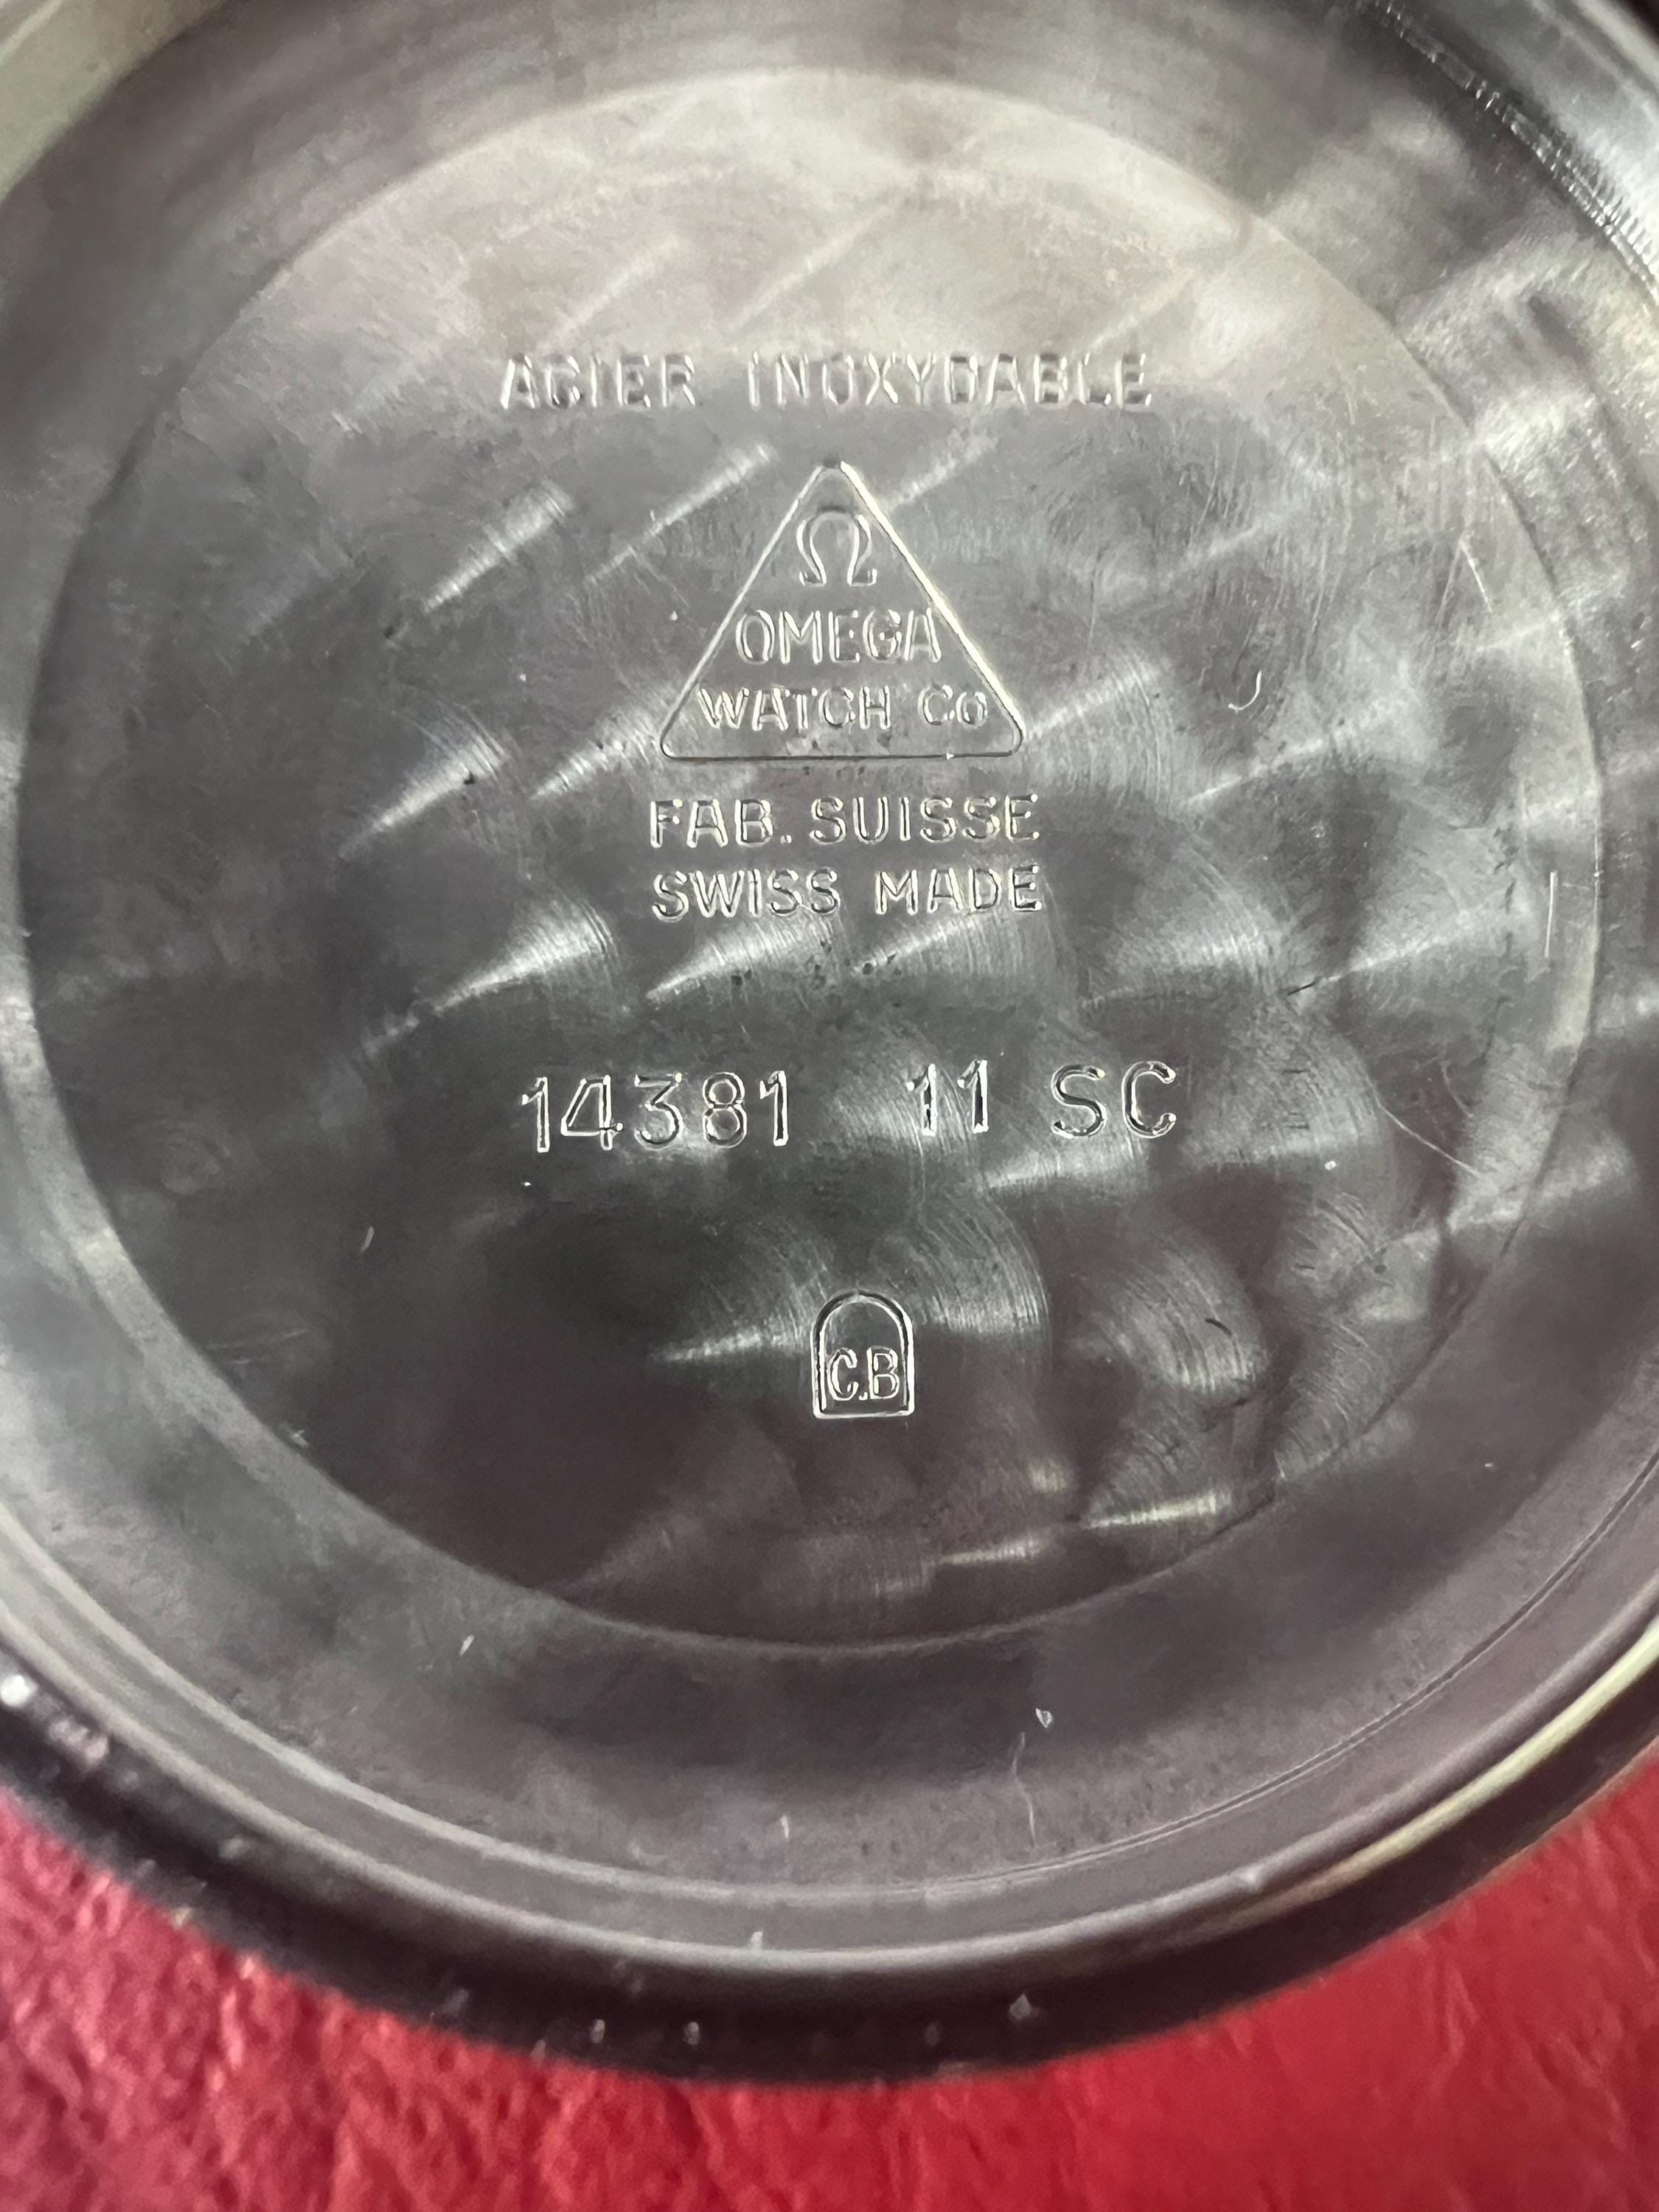 ACIER INOXYDABLE
Ω
OMEGA
WATCH Co
FAB. SUISSE
SWISS MADE
14381 11 SC
C.B